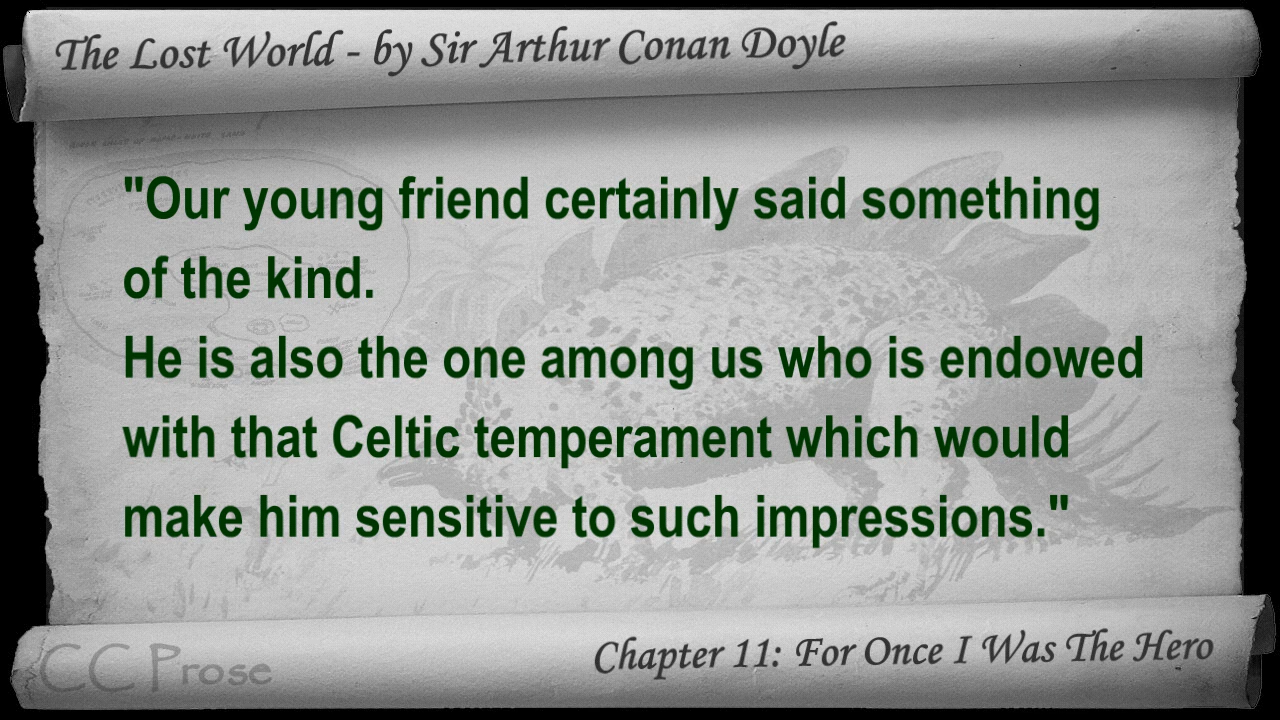 The Lost World - by Sir Arthur Conan Doyle
"Our young friend certainly said something
of the kind.
He is also the one among us who is endowed
with that Celtic temperament which would
make him sensitive to such impressions."
CC Prose
Chapter 11: For Once I Was The Hero